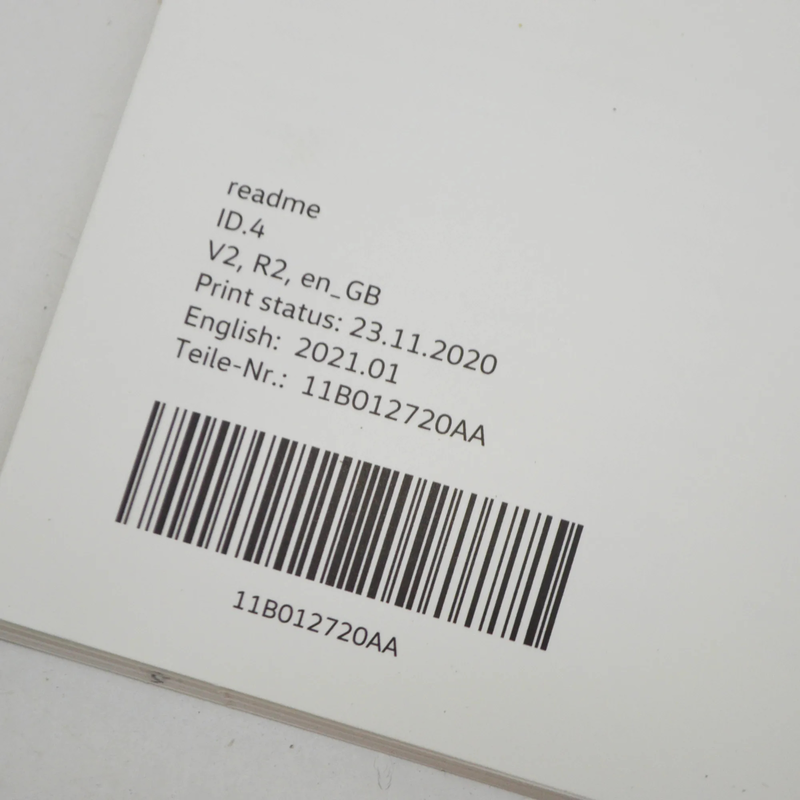 readme
ID.4
V2, R2, en_GB
Print status: 23.11.2020
English: 2021.01
Teile-Nr.: 11B012720AA
11B012720AA